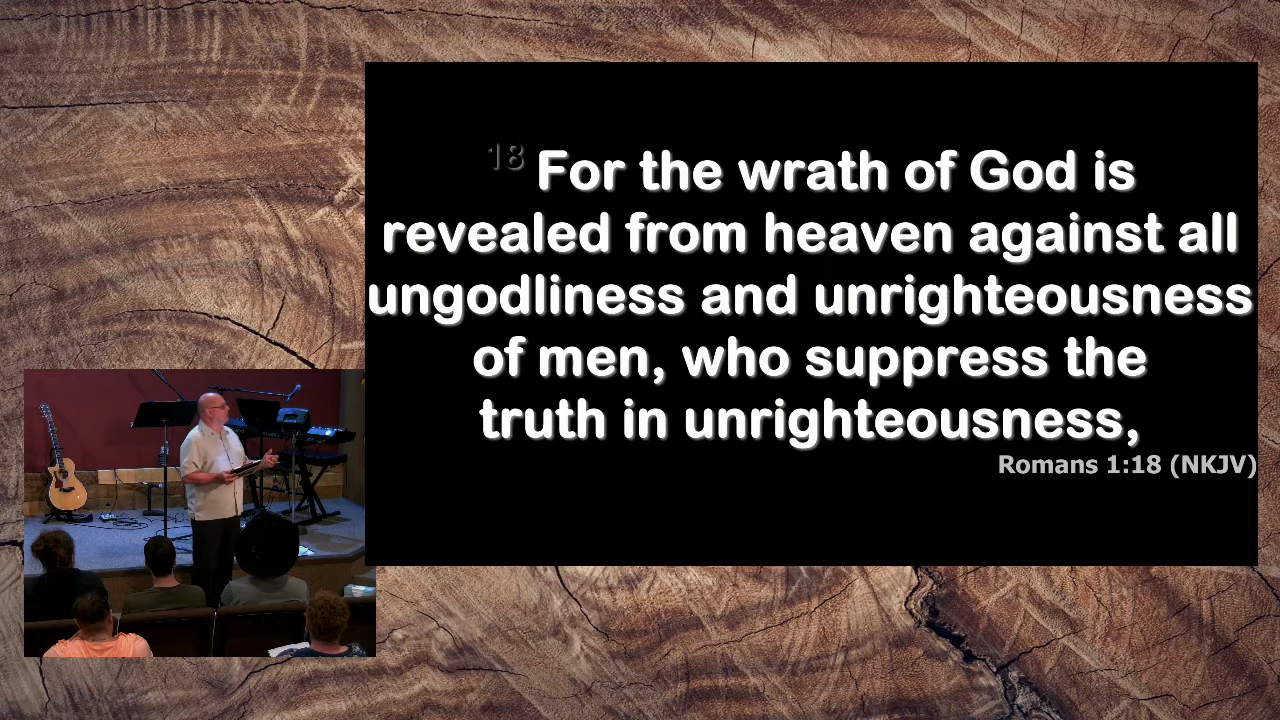 18 For the wrath of God is
revealed from heaven against all
ungodliness and unrighteousness
of men, who suppress the
truth in unrighteousness,
Romans 1:18 (NKJV)